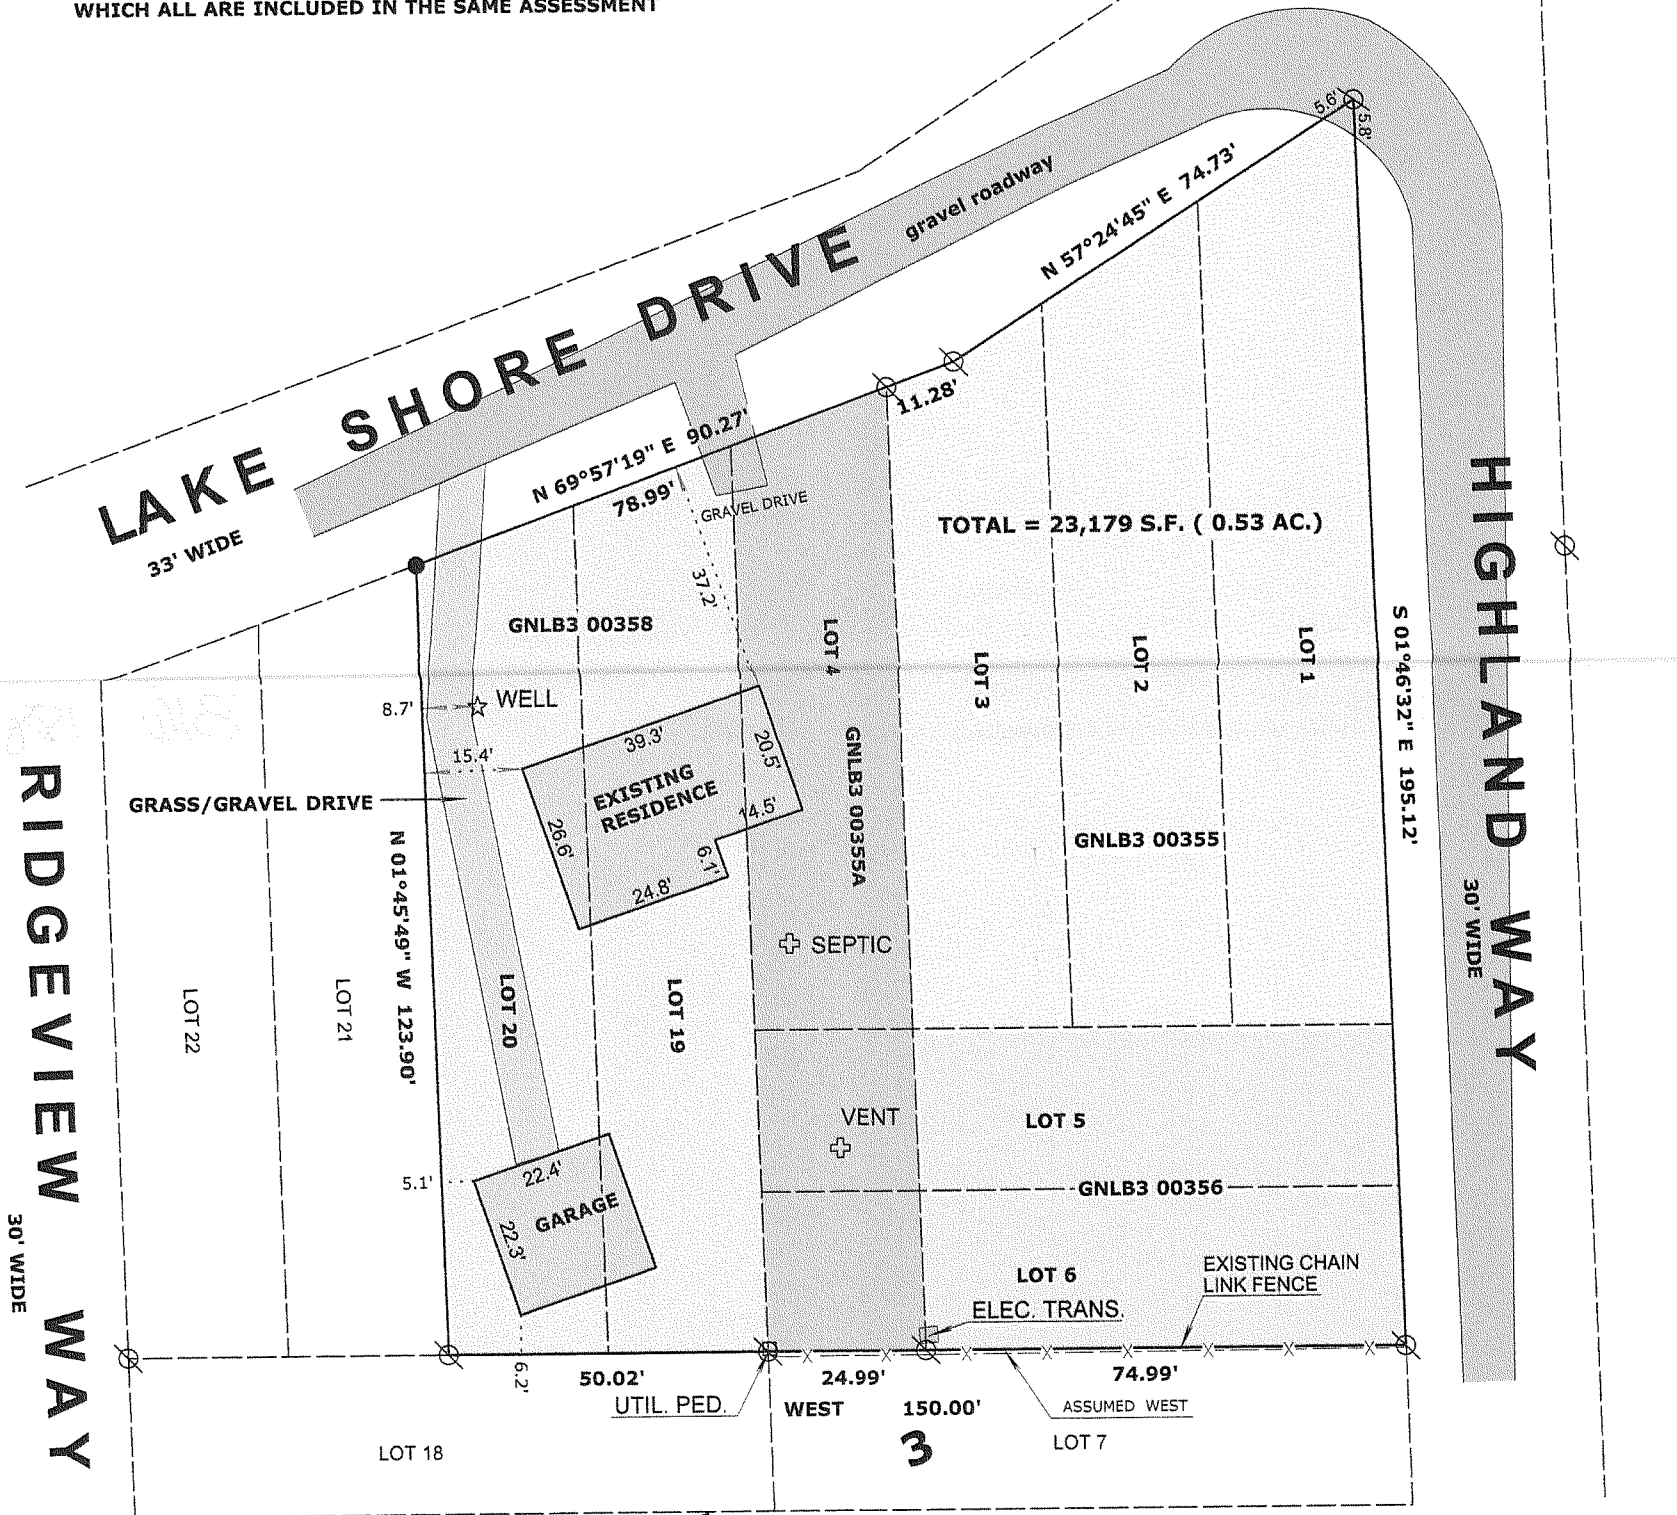 WHICH ALL ARE INCLUDED IN THE SAME ASSESSMENT
LAKE SHORE DRIVE
33' WIDE
gravel roadway
5.6'
5.8'
N 57°24'45" E 74.73'
11.28'
N 69°57'19" E 90.27'
78.99'
GRAVEL DRIVE
37.2'
TOTAL = 23,179 S.F. ( 0.53 AC.)
HIGHLAND WAY
30' WIDE
S 01°46'32" E 195.12'
GNLB3 00358
LOT 4
LOT 3
LOT 2
LOT 1
8.7'
WELL
15.4'
39.3'
20.5'
EXISTING
RESIDENCE
14.5'
26.6'
6.1'
24.8'
GRASS/GRAVEL DRIVE
GNLB3 00355A
GNLB3 00355
N 01°45'49" W 123.90'
RIDGEVIEW WAY
30' WIDE
SEPTIC
LOT 22
LOT 21
LOT 20
LOT 19
VENT
LOT 5
5.1'
22.4'
GARAGE
22.3'
GNLB3 00356
LOT 6
EXISTING CHAIN
LINK FENCE
ELEC. TRANS.
6.2'
50.02'
24.99'
74.99'
UTIL. PED.
WEST 150.00'
ASSUMED WEST
3
LOT 18
LOT 7